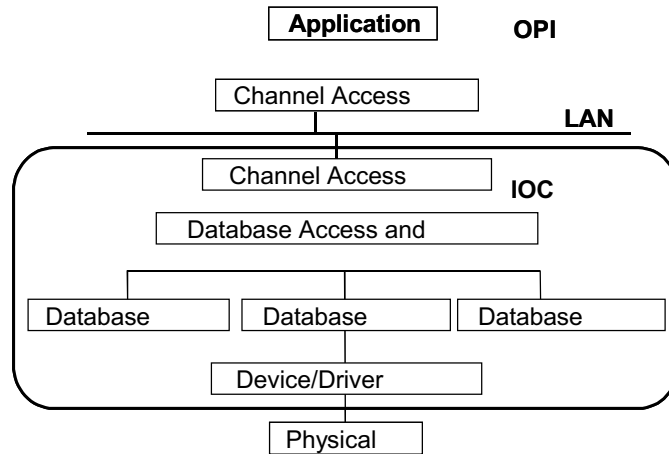 Application
OPI
Channel Access
LAN
Channel Access
IOC
Database Access and
Database Database Database
Device/Driver
Physical